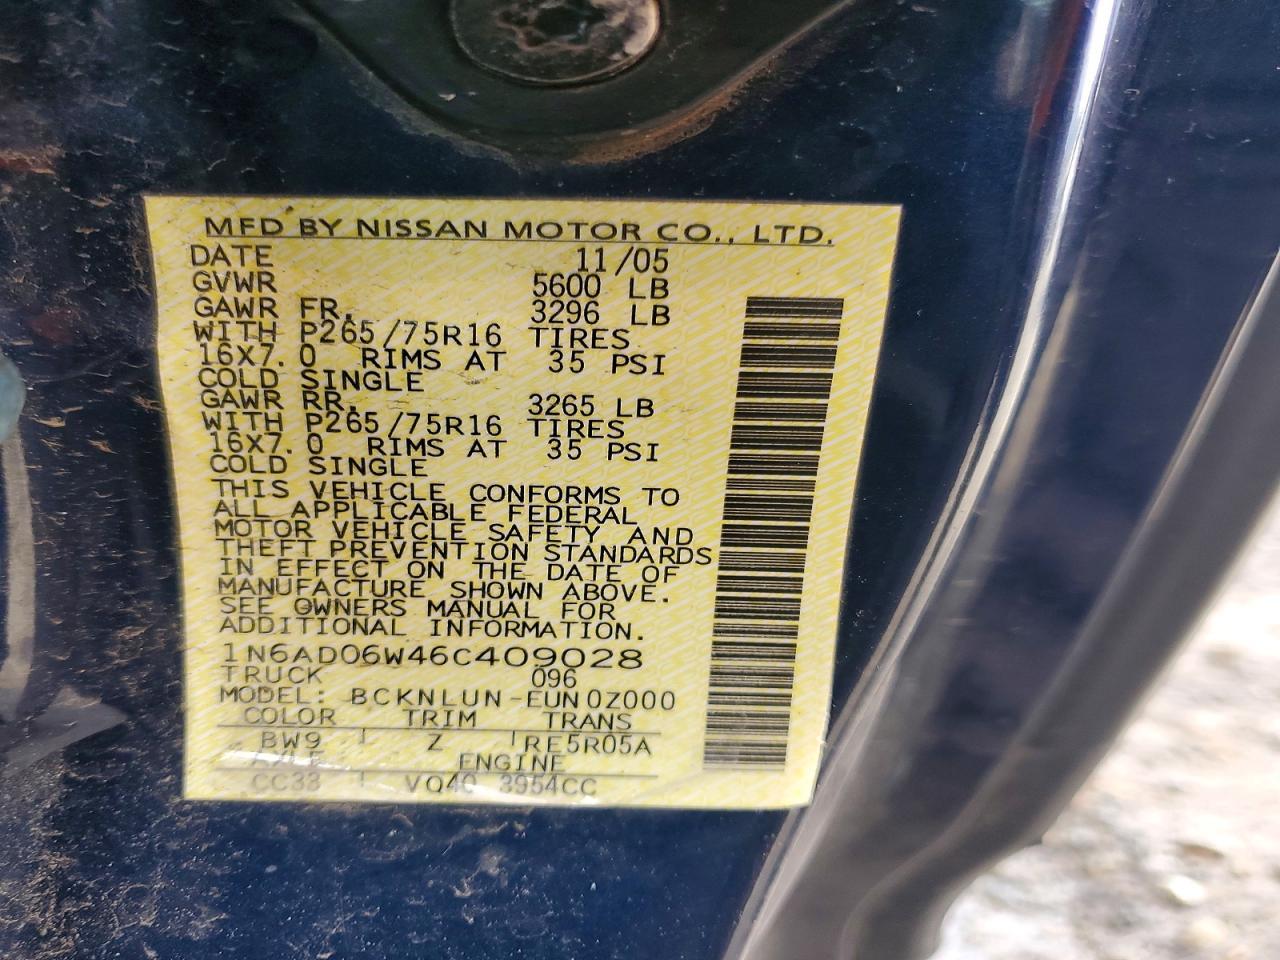 MFD BY NISSAN MOTOR CO., LTD.
DATE 11/05
GVWR 5600 LB
GAWR FR. 3296 LB
WITH P265/75R16 TIRES
16X7.0 RIMS AT 35 PSI
COLD SINGLE
GAWR RR. 3265 LB
WITH P265/75R16 TIRES
16X7.0 RIMS AT 35 PSI
COLD SINGLE
THIS VEHICLE CONFORMS TO
ALL APPLICABLE FEDERAL
MOTOR VEHICLE SAFETY AND
THEFT PREVENTION STANDARDS
IN EFFECT ON THE DATE OF
MANUFACTURE SHOWN ABOVE.
SEE OWNERS MANUAL FOR
ADDITIONAL INFORMATION.
1N6AD06W46C409028
TRUCK 096
MODEL: BCKNLUN-EUN0Z000
COLOR TRIM TRANS
BW9 Z RE5R05A
ENGINE
CC33 VQ40 3954CC